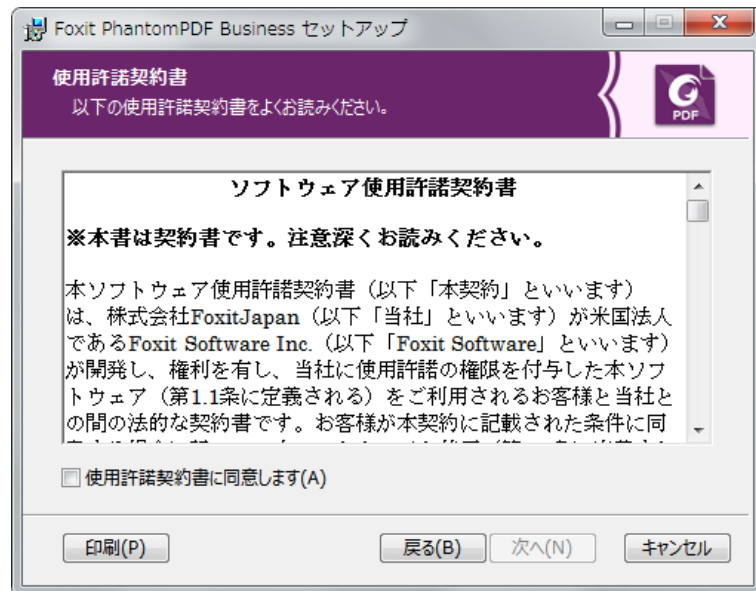 Foxit PhantomPDF Business セットアップ
使用許諾契約書
以下の使用許諾契約書をよくお読みください。
G
PDF
ソフトウェア使用許諾契約書
※本書は契約書です。注意深くお読みください。
本ソフトウェア使用許諾契約書（以下「本契約」といいます）
は、株式会社FoxitJapan（以下「当社」といいます）が米国法人
であるFoxit Software Inc.（以下「Foxit Software」といいます）
が開発し、権利を有し、当社に使用許諾の権限を付与した本ソフ
トウェア（第1.1条に定義される）をご利用されるお客様と当社と
の間の法的な契約書です。お客様が本契約に記載された条件に同
使用許諾契約書に同意します(A)
印刷(P)
戻る(B)
次へ(N)
キャンセル